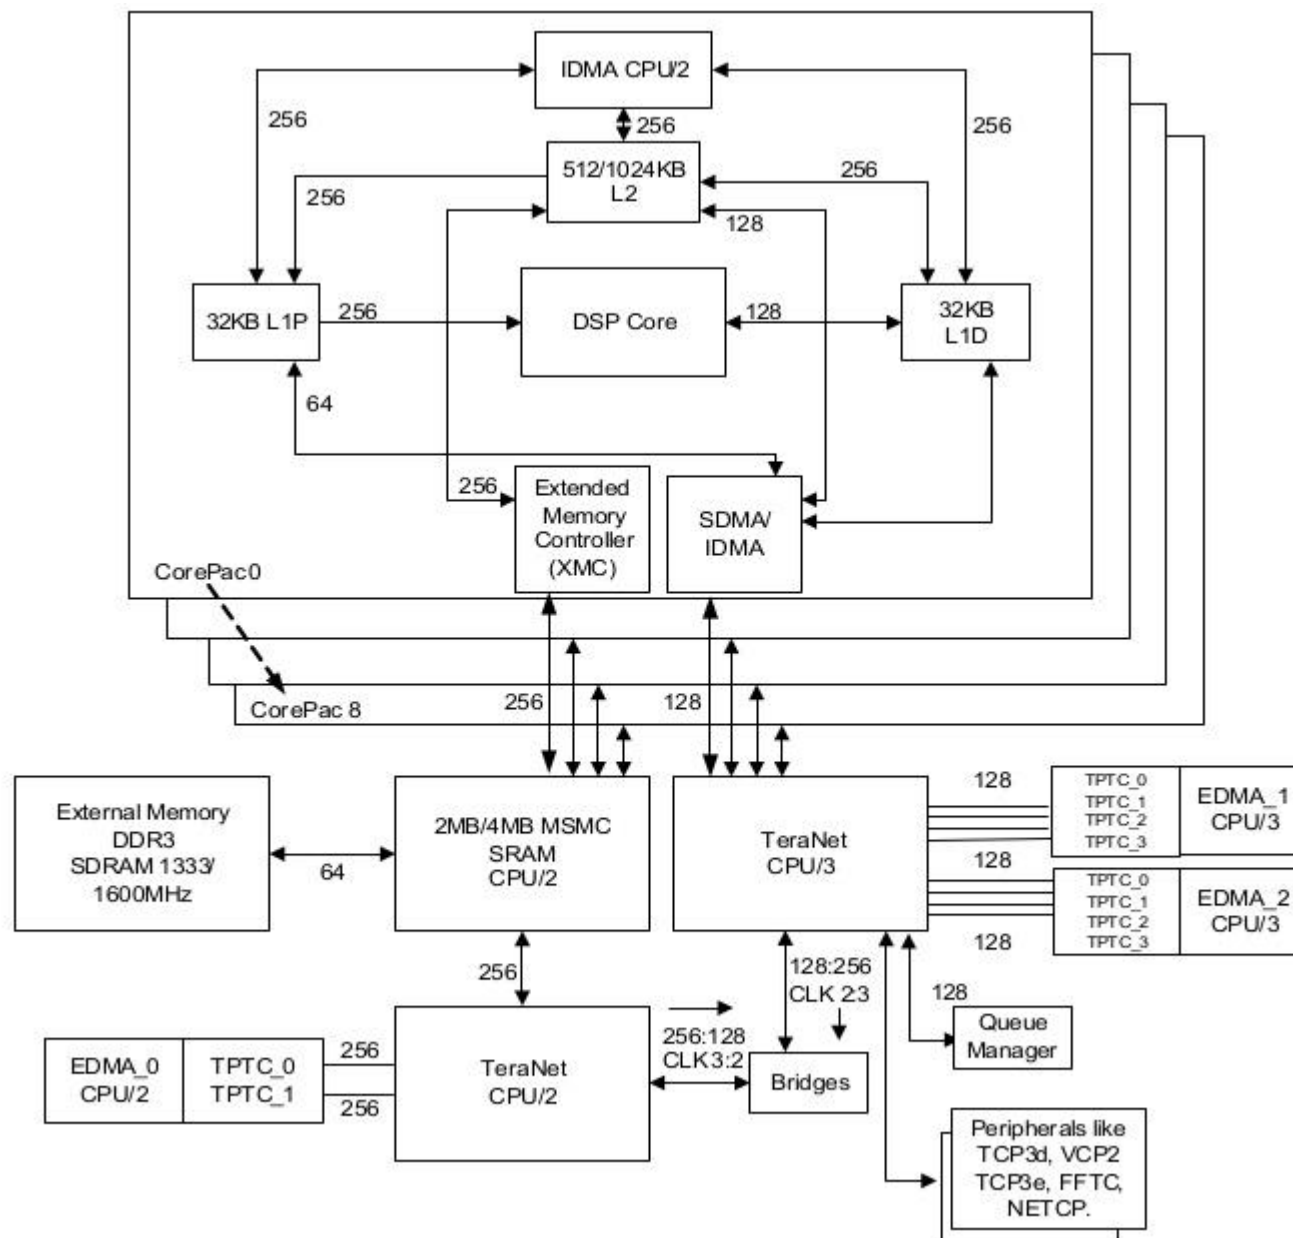 IDMA CPU/2
256
256
256
512/1024KB
L2
256
256
128
32KB L1P
256
DSP Core
128
32KB
L1D
64
256
Extended
Memory
Controller
(XMC)
SDMA/
IDMA
CorePac0
CorePac 8
256
128
External Memory
DDR3
SDRAM 1333/
1600MHz
64
2MB/4MB MSMC
SRAM
CPU/2
TeraNet
CPU/3
128
TPTC_0
TPTC_1
TPTC_2
TPTC_3
EDMA_1
CPU/3
128
TPTC_0
TPTC_1
TPTC_2
TPTC_3
EDMA_2
CPU/3
128
256
128:256
CLK 2:3
128
Queue
Manager
EDMA_0
CPU/2
TPTC_0
TPTC_1
256
256
TeraNet
CPU/2
256:128
CLK3:2
Bridges
Peripherals like
TCP3d, VCP2
TCP3e, FFTC,
NETCP.